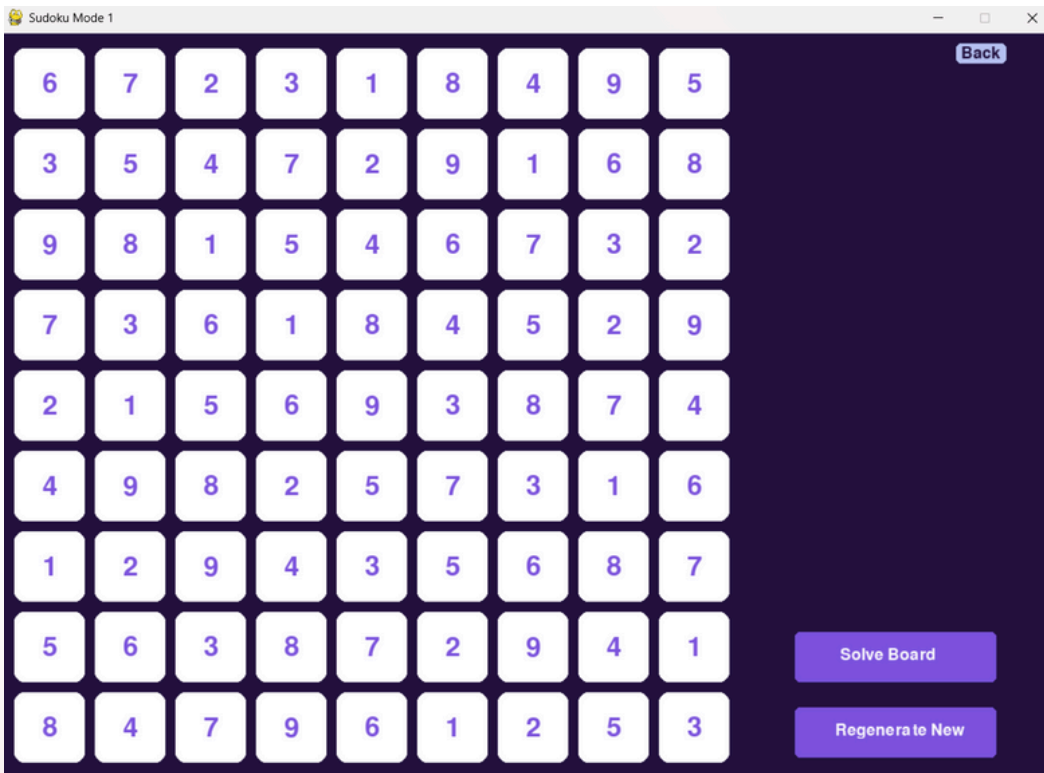 Sudoku Mode 1
Back
6 7 2 3 1 8 4 9 5
3 5 4 7 2 9 1 6 8
9 8 1 5 4 6 7 3 2
7 3 6 1 8 4 5 2 9
2 1 5 6 9 3 8 7 4
4 9 8 2 5 7 3 1 6
1 2 9 4 3 5 6 8 7
5 6 3 8 7 2 9 4 1
8 4 7 9 6 1 2 5 3
Solve Board
Regenerate New